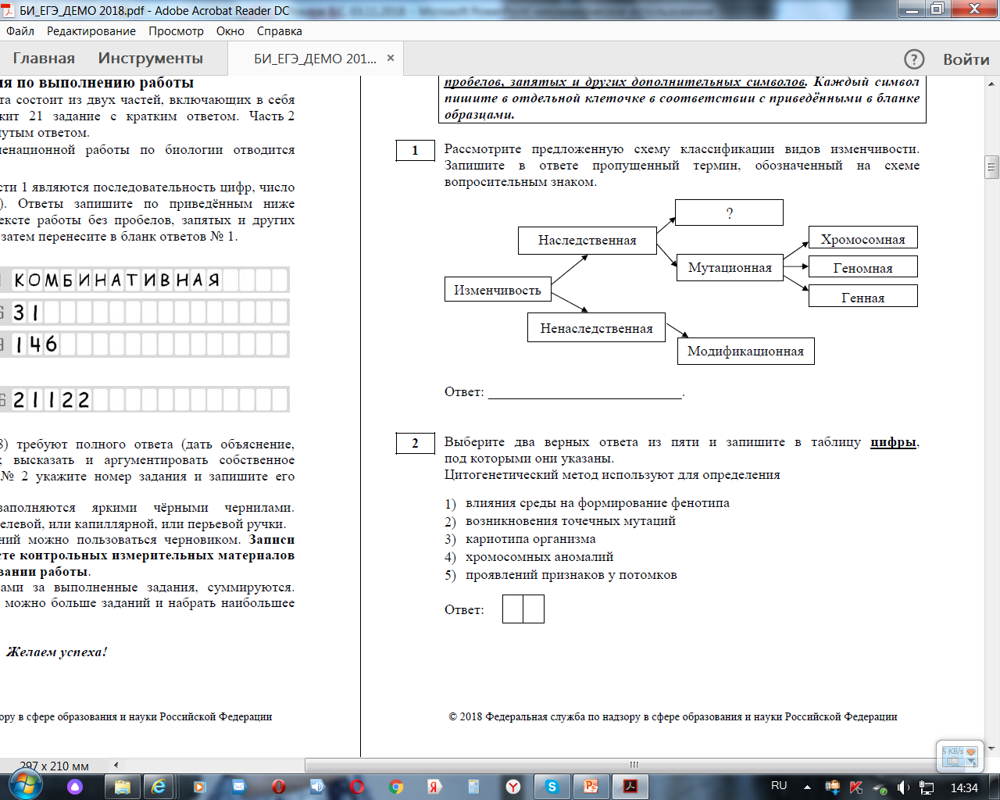 БИ_ЕГЭ_ДЕМО 2018.pdf - Adobe Acrobat Reader DC
Файл Редактирование Просмотр Окно Справка
Главная Инструменты БИ_ЕГЭ_ДЕМО 201... × ? Войти
ия по выполнению работы
та состоит из двух частей, включающих в себя
жит 21 задание с кратким ответом. Часть 2
нутым ответом.
менационной работы по биологии отводится
сти 1 являются последовательность цифр, число
). Ответы запишите по приведённым ниже
ексте работы без пробелов, запятых и других
затем перенесите в бланк ответов № 1.
КОМБИНАТИВНАЯ
31
146
21122
8) требуют полного ответа (дать объяснение,
; высказать и аргументировать собственное
№ 2 укажите номер задания и запишите его
заполняются яркими чёрными чернилами.
елевой, или капиллярной, или перьевой ручки.
ний можно пользоваться черновиком. Записи
сте контрольных измерительных материалов
вании работы.
ами за выполненные задания, суммируются.
можно больше заданий и набрать наибольшее
Желаем успеха!
ору в сфере образования и науки Российской Федерации
пробелов, запятых и других дополнительных символов. Каждый символ
пишите в отдельной клеточке в соответствии с приведёнными в бланке
образцами.
1 Рассмотрите предложенную схему классификации видов изменчивости.
Запишите в ответе пропущенный термин, обозначенный на схеме
вопросительным знаком.
?
Наследственная
Хромосомная
Мутационная
Геномная
Изменчивость
Генная
Ненаследственная
Модификационная
Ответ: ___________________________.
2 Выберите два верных ответа из пяти и запишите в таблицу цифры,
под которыми они указаны.
Цитогенетический метод используют для определения
1) влияния среды на формирование фенотипа
2) возникновения точечных мутаций
3) кариотипа организма
4) хромосомных аномалий
5) проявлений признаков у потомков
Ответ:
© 2018 Федеральная служба по надзору в сфере образования и науки Российской Федерации
5 KB/s
297 x 210 мм
RU 14:34